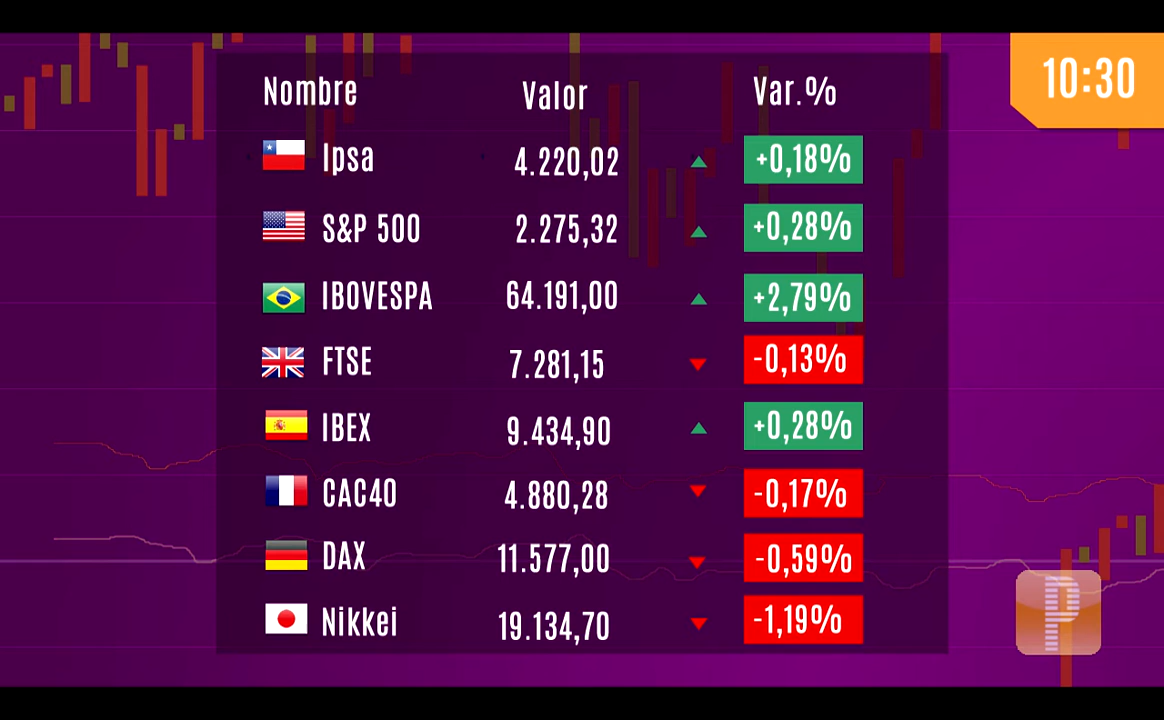 10:30
Nombre Valor Var.%
Ipsa 4.220,02 +0,18%
S&P 500 2.275,32 +0,28%
IBOVESPA 64.191,00 +2,79%
FTSE 7.281,15 -0,13%
IBEX 9.434,90 +0,28%
CAC40 4.880,28 -0,17%
DAX 11.577,00 -0,59%
Nikkei 19.134,70 -1,19%
P